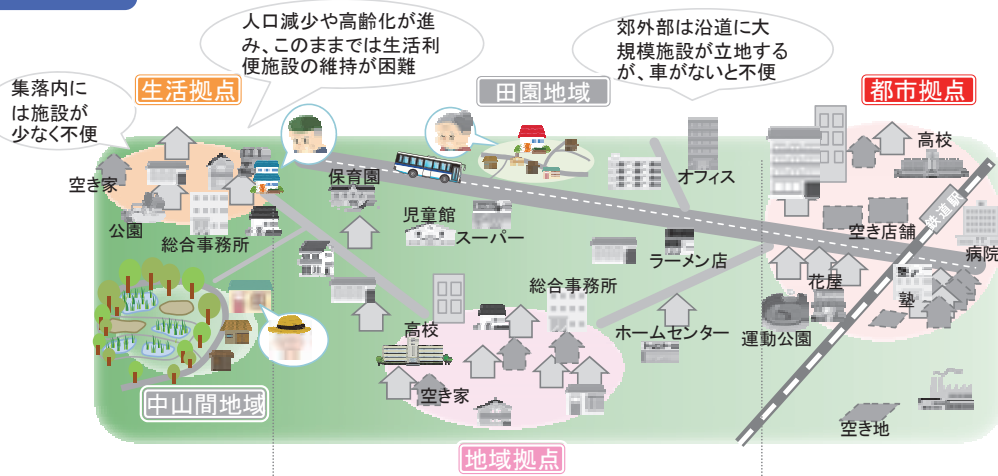 人口減少や高齢化が進
み、このままでは生活利
便施設の維持が困難
郊外部は沿道に大
規模施設が立地する
が、車がないと不便
集落内に
は施設が
少なく不便
生活拠点
田園地域
都市拠点
高校
空き家
保育園
オフィス
鉄道駅
公園
総合事務所
児童館
スーパー
空き店舗
病院
ラーメン店
花屋
塾
総合事務所
高校
ホームセンター
運動公園
空き家
中山間地域
空き地
地域拠点